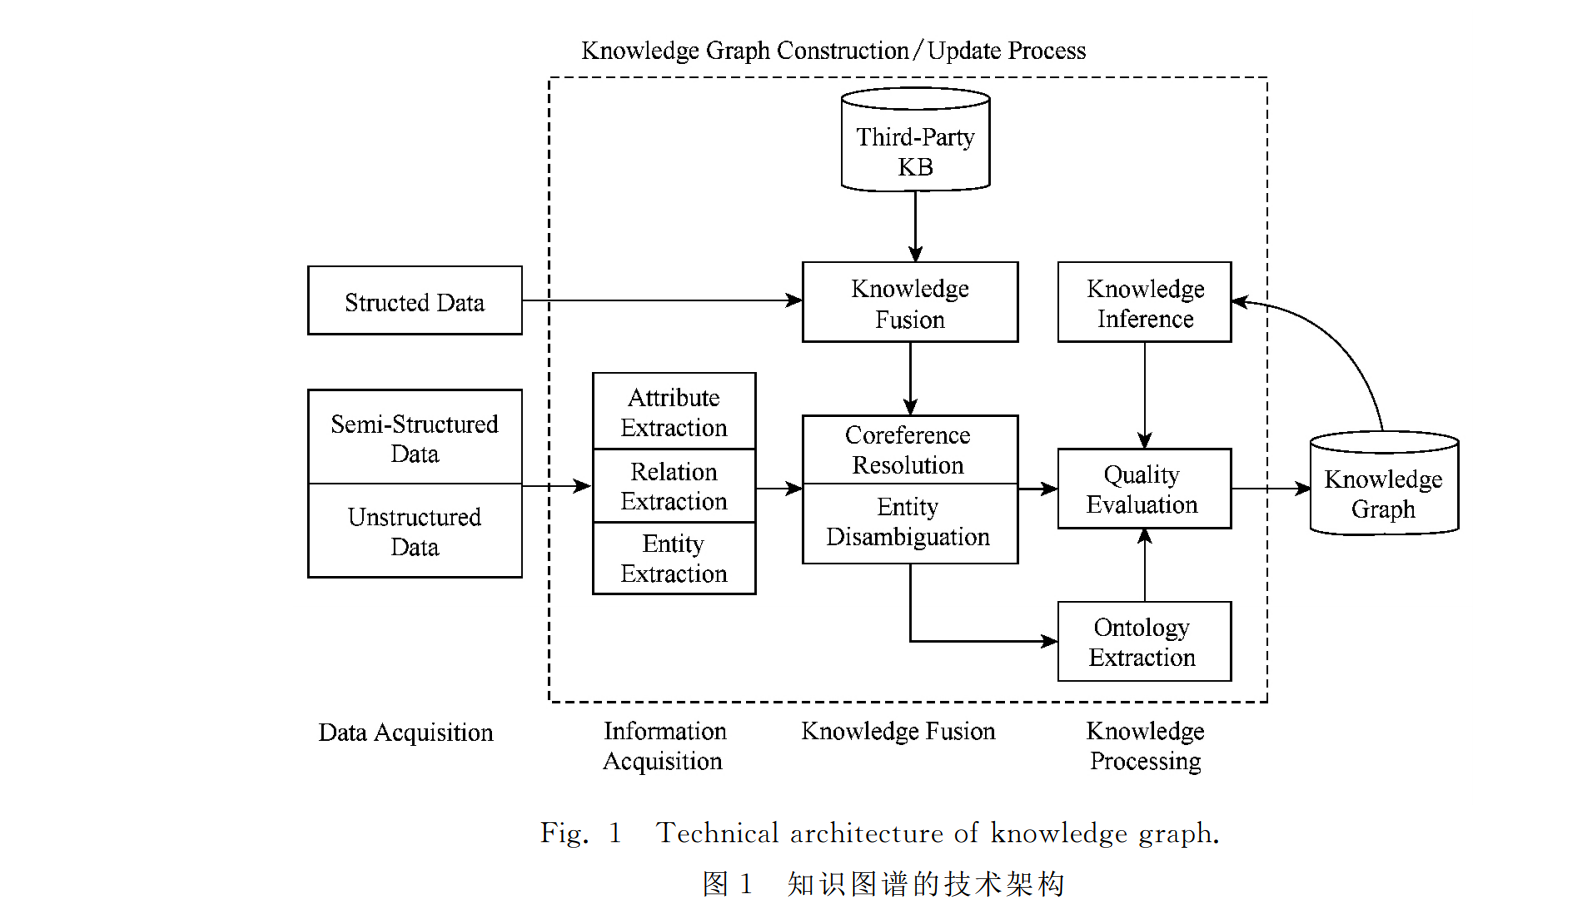 Knowledge Graph Construction/Update Process
Third-Party
KB
Structed Data
Knowledge
Fusion
Knowledge
Inference
Semi-Structured
Data
Unstructured
Data
Attribute
Extraction
Relation
Extraction
Entity
Extraction
Coreference
Resolution
Entity
Disambiguation
Quality
Evaluation
Knowledge
Graph
Ontology
Extraction
Data Acquisition
Information
Acquisition
Knowledge Fusion
Knowledge
Processing
Fig. 1 Technical architecture of knowledge graph.
图 1 知识图谱的技术架构